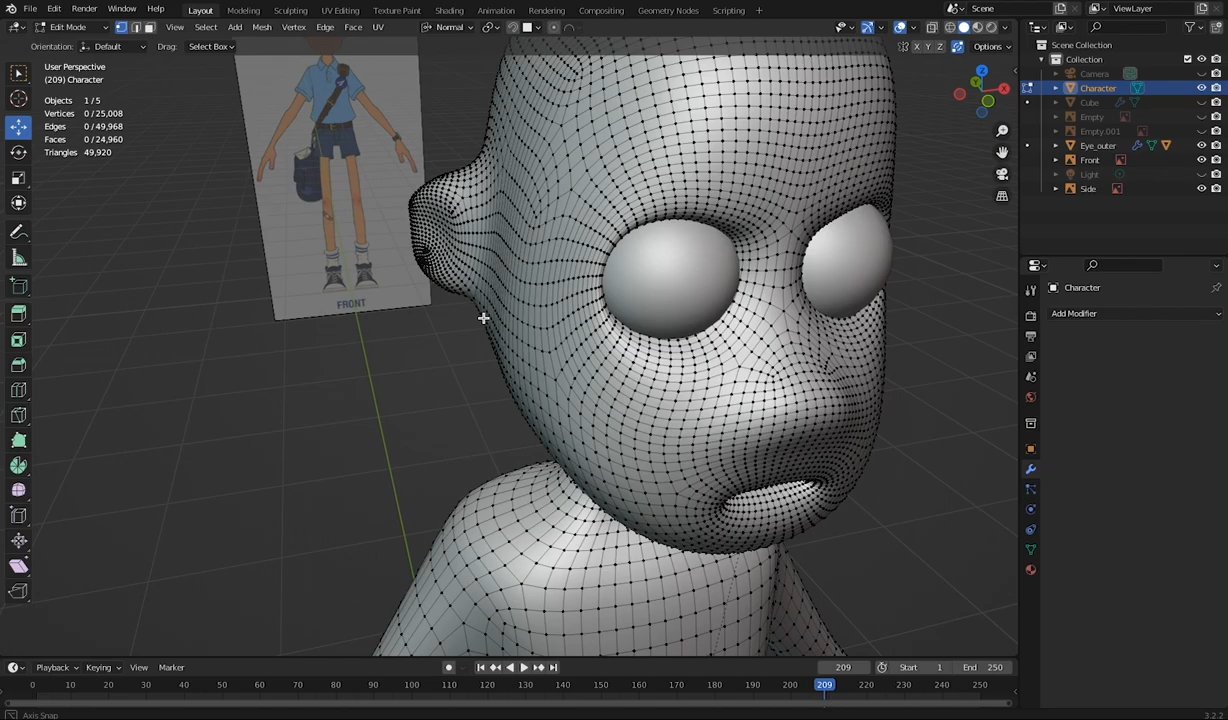 File Edit Render Window Help Layout Modeling Sculpting UV Editing Texture Paint Shading Animation Rendering Compositing Geometry Nodes Scripting + Scene ViewLayer
Edit Mode View Select Add Mesh Vertex Edge Face UV Normal
Orientation: Default Drag: Select Box X Y Z Options
User Perspective
(209) Character
Objects 1/5
Vertices 0/25,008
Edges 0/49,968
Faces 0/24,960
Triangles 49,920
FRONT
Z
X
Y
Scene Collection
Collection
Camera
Character
Cube
Empty
Empty.001
Eye_outer
Front
Light
Side
Character
Add Modifier
Playback Keying View Marker 209 Start 1 End 250
0 10 20 30 40 50 60 70 80 90 100 110 120 130 140 150 160 170 180 190 200 209 220 230 240 250
Axis Snap 3.2.2